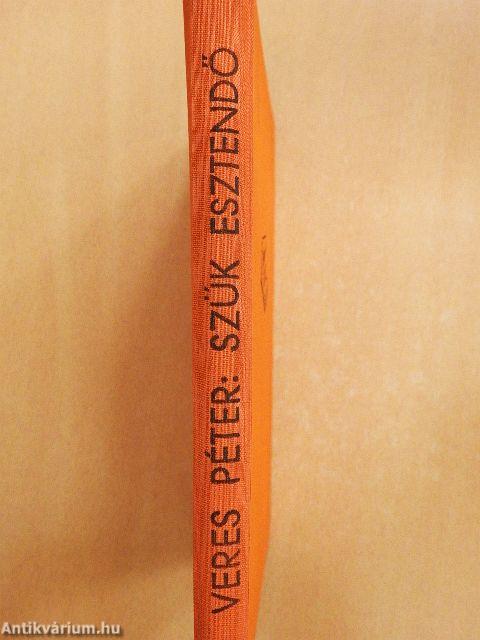 VERES PÉTER: SZŰK ESZTENDŐ
Antikvárium.hu